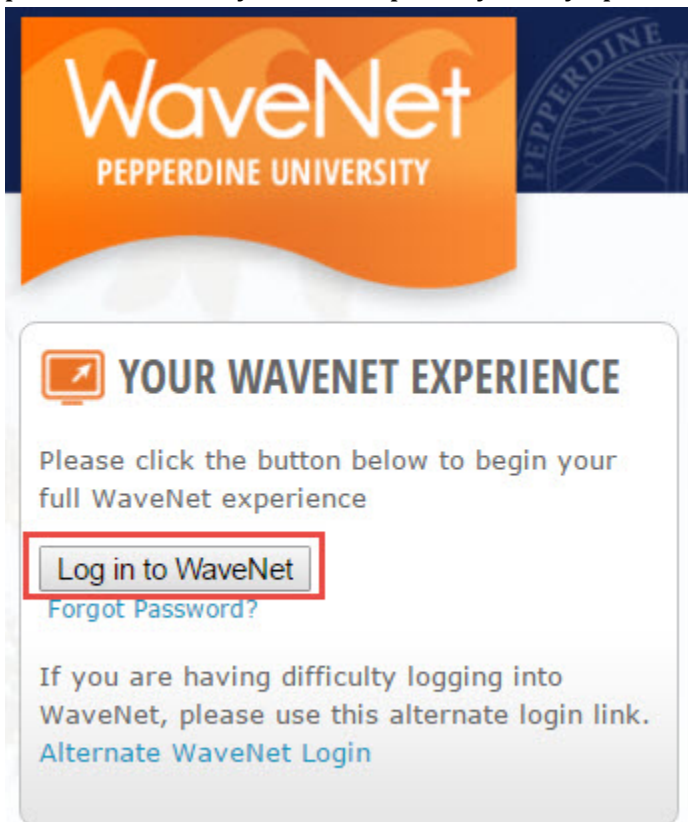 WaveNet
PEPPERDINE UNIVERSITY
PEPPERDINE
YOUR WAVENET EXPERIENCE
Please click the button below to begin your
full WaveNet experience
Log in to WaveNet
Forgot Password?
If you are having difficulty logging into
WaveNet, please use this alternate login link.
Alternate WaveNet Login